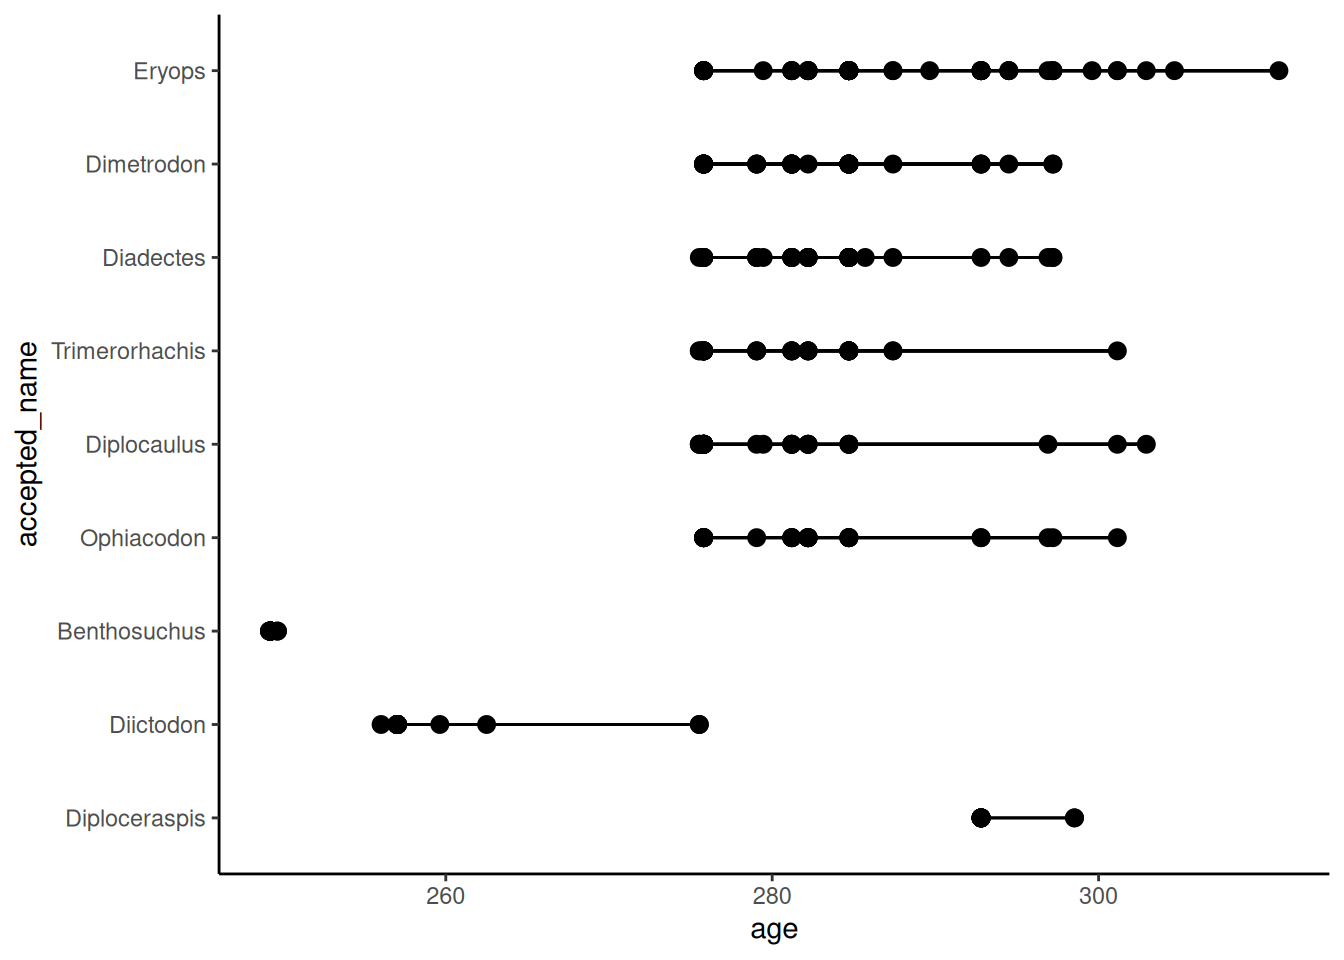 Eryops
Dimetrodon
Diadectes
Trimerorhachis
Diplocaulus
Ophiacodon
Benthosuchus
Diictodon
Diploceraspis
accepted_name
260 280 300
age